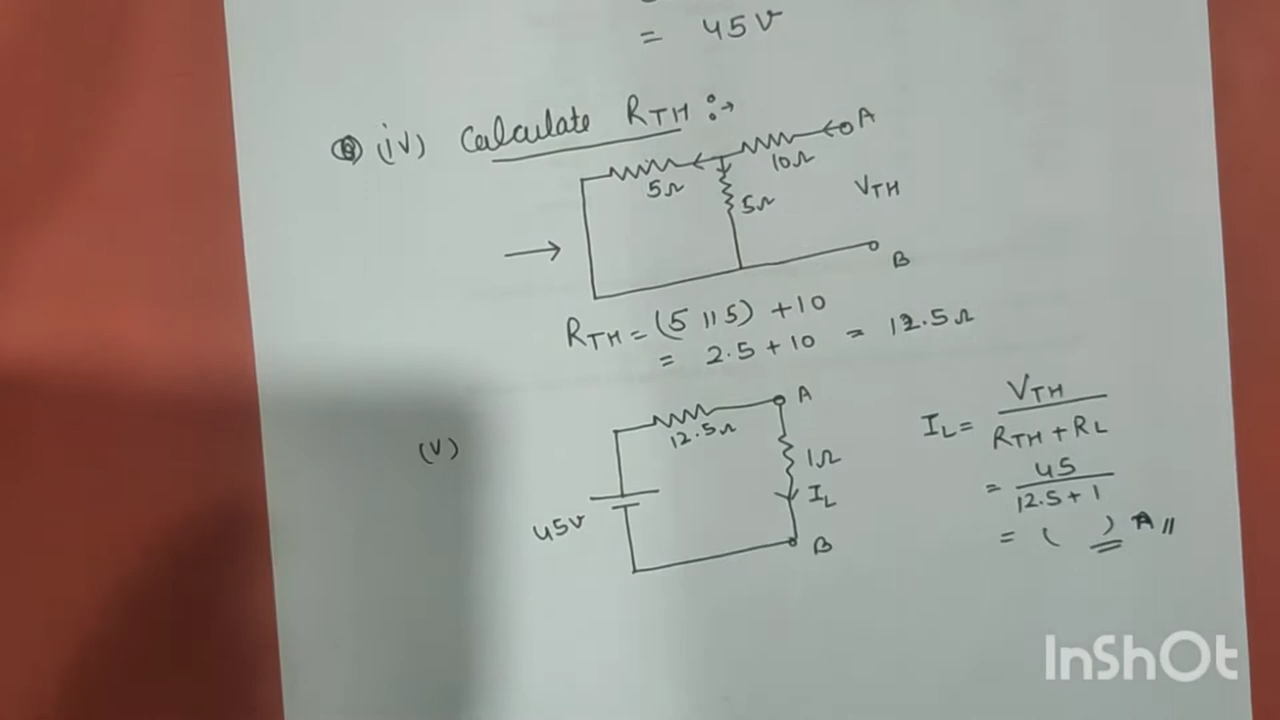 = 45V
(iv) Calculate RTH :→
A
5Ω
10Ω
5Ω
VTH
B
RTH = (5 || 5) + 10
= 2.5 + 10 = 12.5Ω
(V)
A
12.5Ω
1Ω
IL
45V
B
IL = VTH / RTH + RL
= 45 / 12.5 + 1
= ( ) A //
InShOt